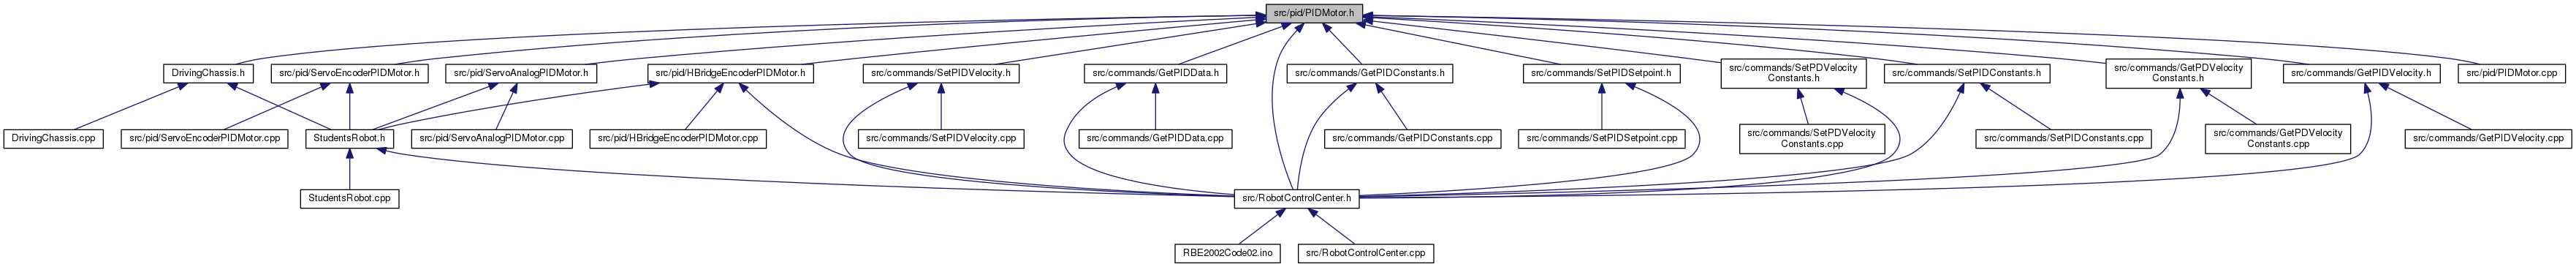 src/pid/PIDMotor.h
DrivingChassis.h
src/pid/ServoEncoderPIDMotor.h
src/pid/ServoAnalogPIDMotor.h
src/pid/HBridgeEncoderPIDMotor.h
src/commands/SetPIDVelocity.h
src/commands/GetPIDData.h
src/commands/GetPIDConstants.h
src/commands/SetPIDSetpoint.h
src/commands/SetPDVelocity
Constants.h
src/commands/SetPIDConstants.h
src/commands/GetPDVelocity
Constants.h
src/commands/GetPIDVelocity.h
src/pid/PIDMotor.cpp
DrivingChassis.cpp
src/pid/ServoEncoderPIDMotor.cpp
StudentsRobot.h
src/pid/ServoAnalogPIDMotor.cpp
src/pid/HBridgeEncoderPIDMotor.cpp
src/commands/SetPIDVelocity.cpp
src/commands/GetPIDData.cpp
src/commands/GetPIDConstants.cpp
src/commands/SetPIDSetpoint.cpp
src/commands/SetPDVelocity
Constants.cpp
src/commands/SetPIDConstants.cpp
src/commands/GetPDVelocity
Constants.cpp
src/commands/GetPIDVelocity.cpp
StudentsRobot.cpp
src/RobotControlCenter.h
RBE2002Code02.ino
src/RobotControlCenter.cpp